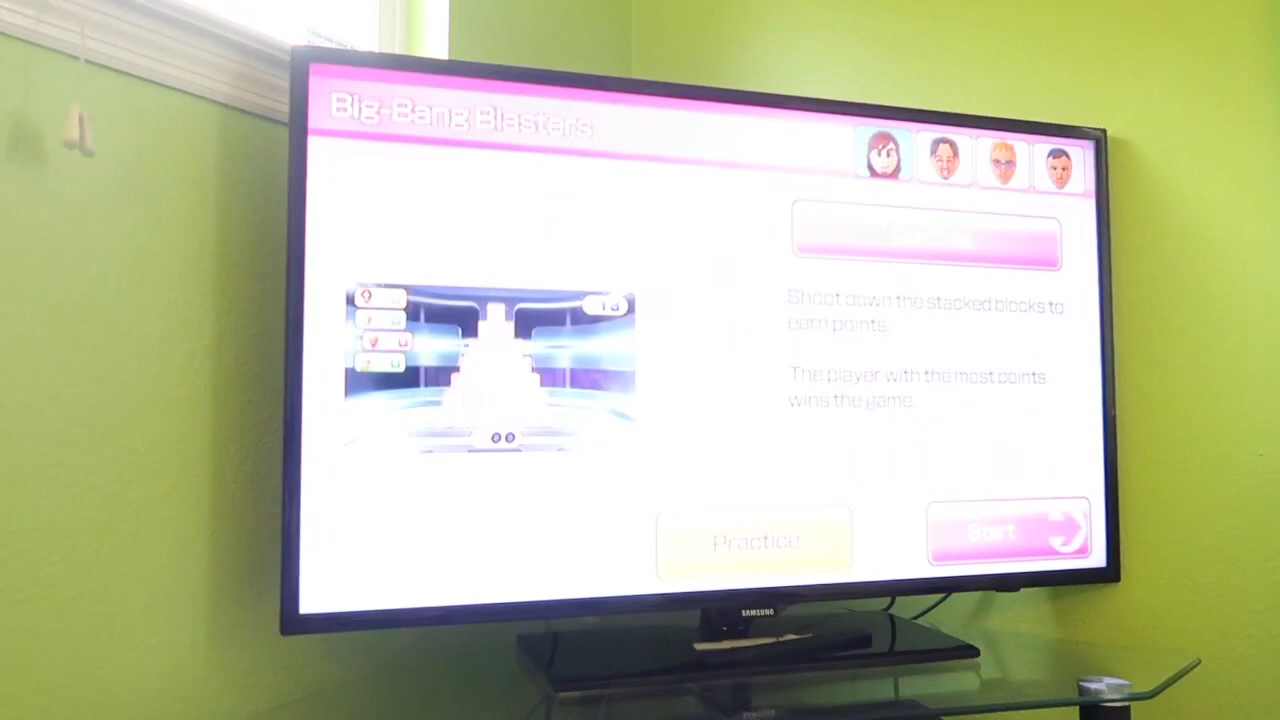 Big-Bang Blasters
Shoot down the stacked blocks to
earn points.
The player with the most points
wins the game.
Practice
Start
SAMSUNG